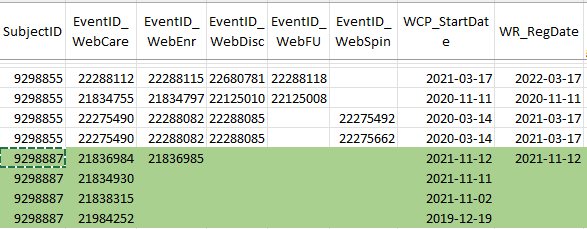 SubjectID EventID_WebCare EventID_WebEnr EventID_WebDisc EventID_WebFU EventID_WebSpin WCP_StartDate WR_RegDate
9298855 22288112 22288115 22680781 22288118 2021-03-17 2022-03-17
9298855 21834755 21834797 22125010 22125008 2020-11-11 2020-11-11
9298855 22275490 22288082 22288085 22275492 2020-03-14 2021-03-17
9298855 22275490 22288082 22288085 22275662 2020-03-14 2021-03-17
9298887 21836984 21836985 2021-11-12 2021-11-12
9298887 21834930 2021-11-11
9298887 21838315 2021-11-02
9298887 21984252 2019-12-19